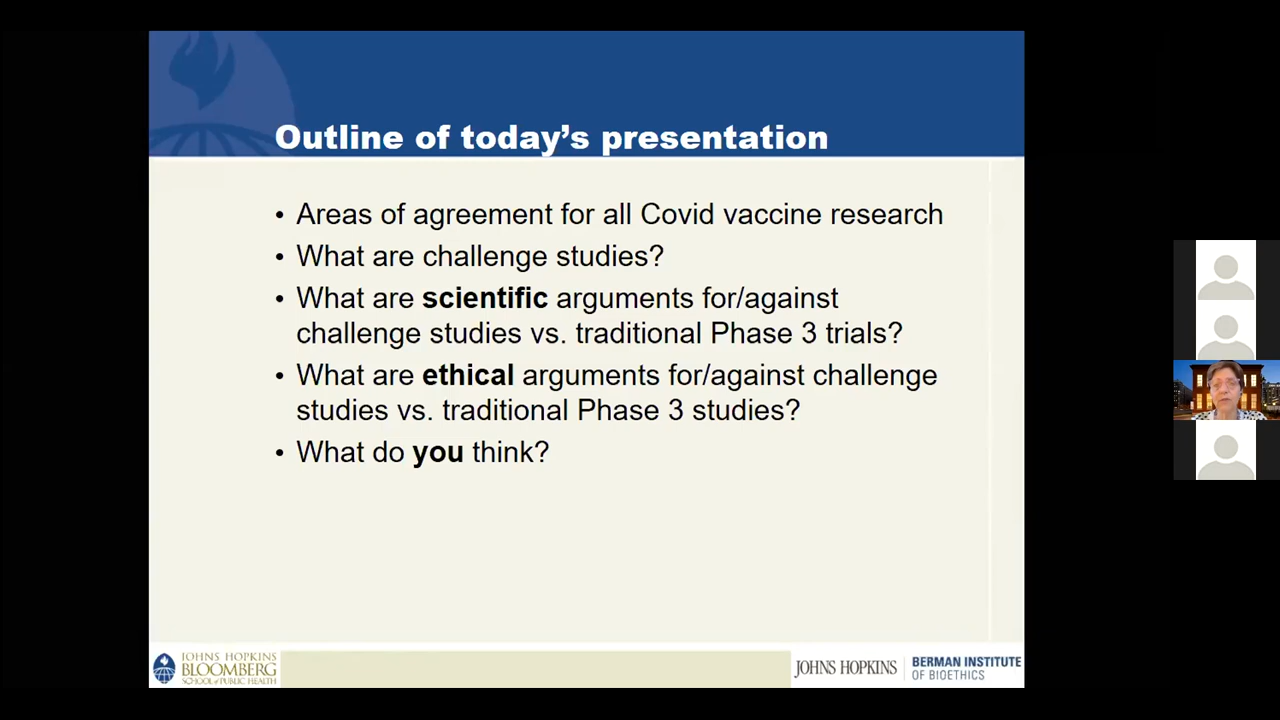 Outline of today's presentation
• Areas of agreement for all Covid vaccine research
• What are challenge studies?
• What are scientific arguments for/against
challenge studies vs. traditional Phase 3 trials?
• What are ethical arguments for/against challenge
studies vs. traditional Phase 3 studies?
• What do you think?
JOHNS HOPKINS
BLOOMBERG
SCHOOL of PUBLIC HEALTH
JOHNS HOPKINS
BERMAN INSTITUTE
OF BIOETHICS